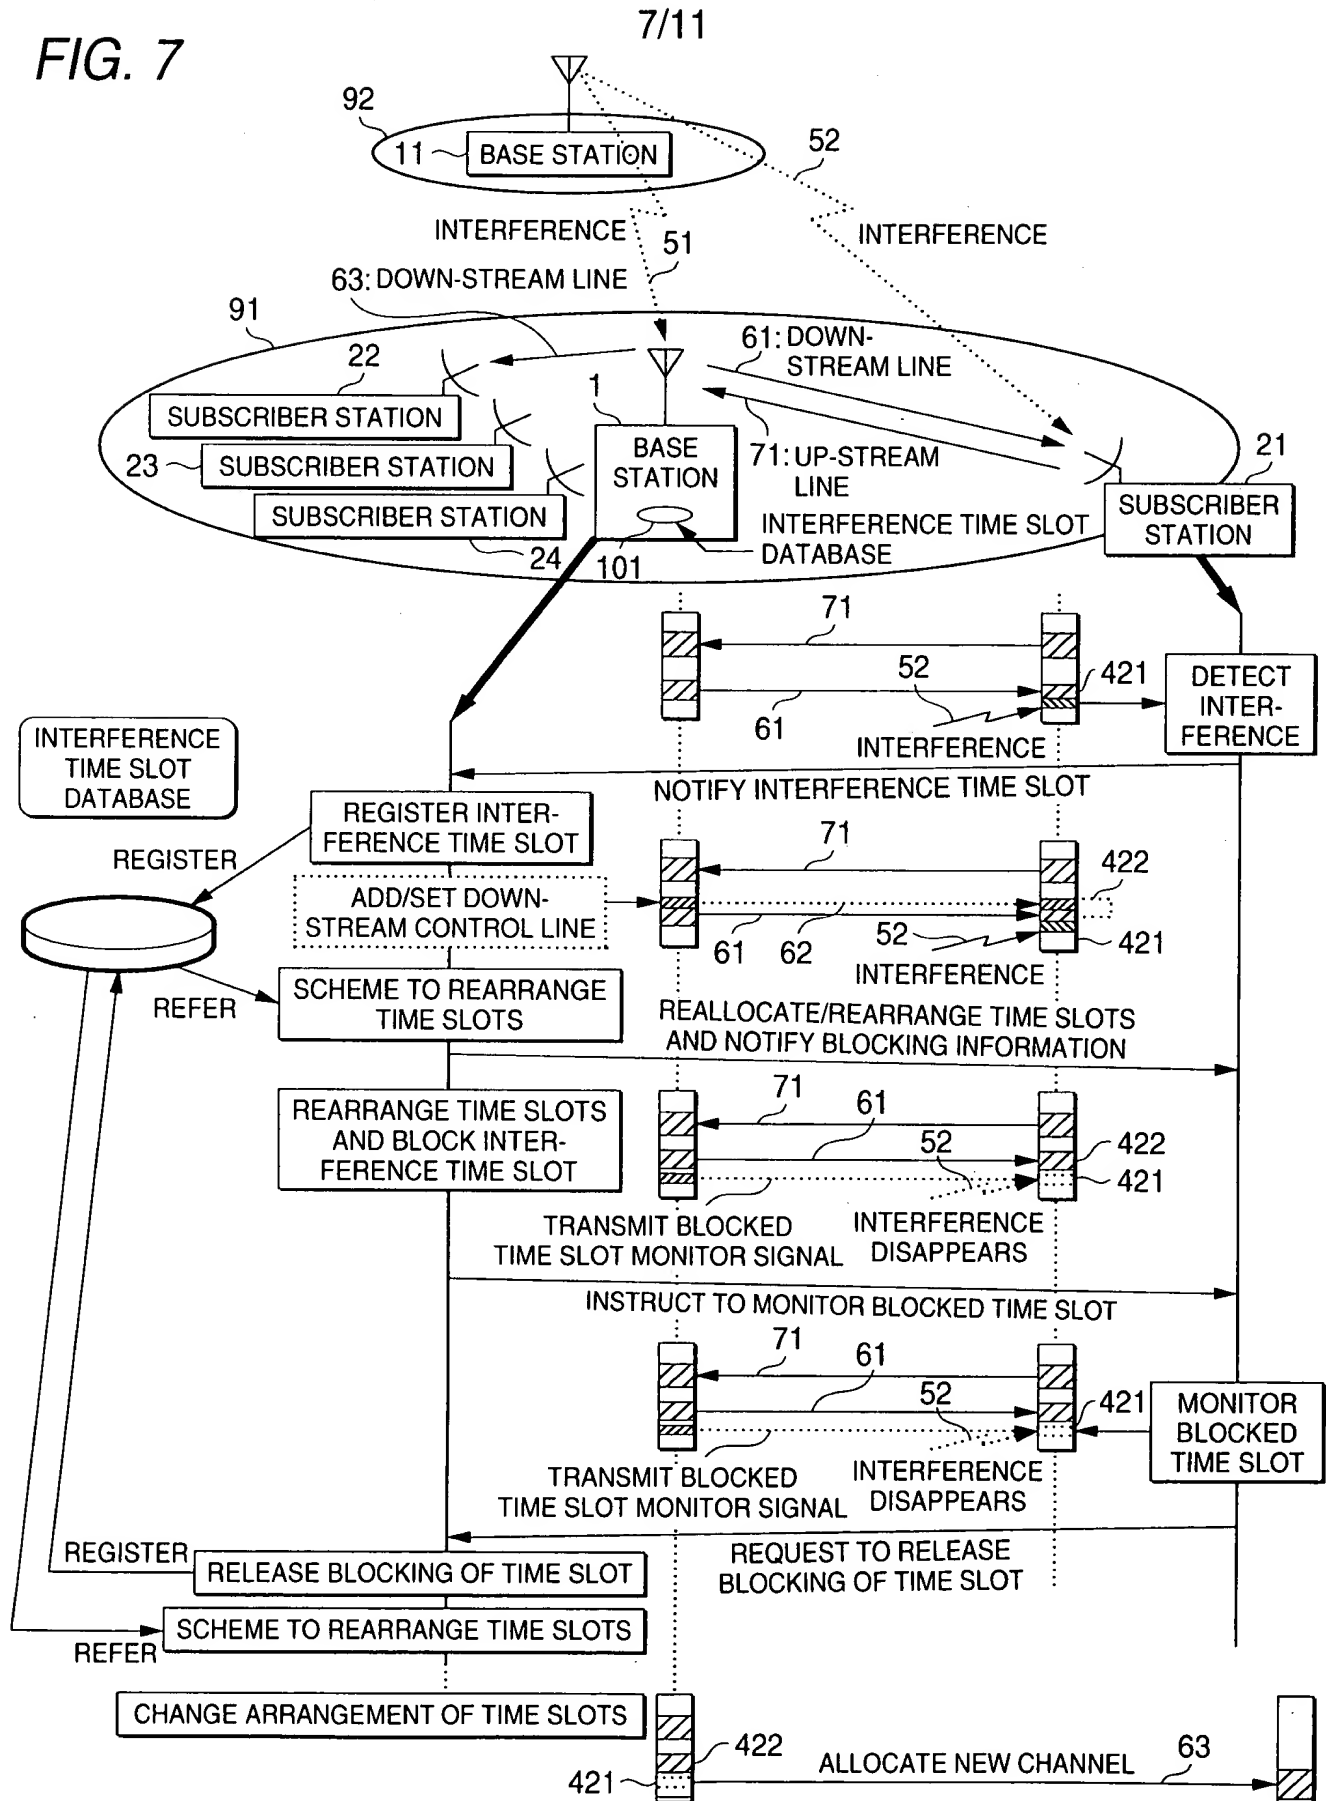 7/11
FIG. 7
92
11
BASE STATION
52
INTERFERENCE
51
INTERFERENCE
63: DOWN-STREAM LINE
91
61: DOWN-
STREAM LINE
22
SUBSCRIBER STATION
1
BASE
STATION
71: UP-STREAM
LINE
21
23
SUBSCRIBER STATION
SUBSCRIBER STATION
24
101
INTERFERENCE TIME SLOT
DATABASE
SUBSCRIBER
STATION
71
52
421
61
INTERFERENCE
DETECT
INTER-
FERENCE
INTERFERENCE
TIME SLOT
DATABASE
NOTIFY INTERFERENCE TIME SLOT
REGISTER INTER-
FERENCE TIME SLOT
REGISTER
71
422
ADD/SET DOWN-
STREAM CONTROL LINE
61
62
52
421
INTERFERENCE
REFER
SCHEME TO REARRANGE
TIME SLOTS
REALLOCATE/REARRANGE TIME SLOTS
AND NOTIFY BLOCKING INFORMATION
REARRANGE TIME SLOTS
AND BLOCK INTER-
FERENCE TIME SLOT
71
61
52
422
421
TRANSMIT BLOCKED
TIME SLOT MONITOR SIGNAL
INTERFERENCE
DISAPPEARS
INSTRUCT TO MONITOR BLOCKED TIME SLOT
71
61
52
421
MONITOR
BLOCKED
TIME SLOT
TRANSMIT BLOCKED
TIME SLOT MONITOR SIGNAL
INTERFERENCE
DISAPPEARS
REGISTER
RELEASE BLOCKING OF TIME SLOT
REQUEST TO RELEASE
BLOCKING OF TIME SLOT
SCHEME TO REARRANGE TIME SLOTS
REFER
CHANGE ARRANGEMENT OF TIME SLOTS
422
421
ALLOCATE NEW CHANNEL
63